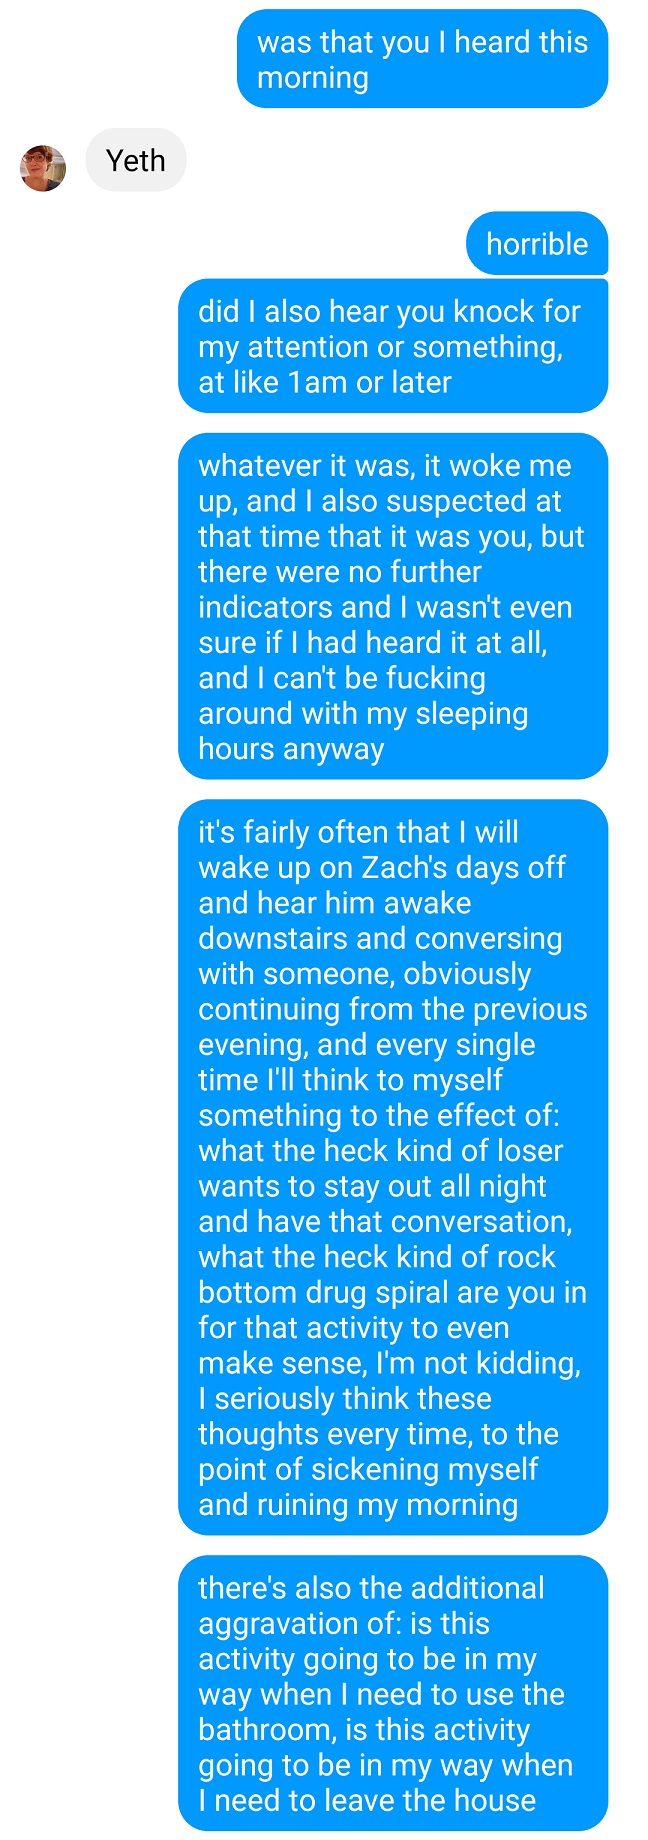 was that you I heard this
morning
Yeth
horrible
did I also hear you knock for
my attention or something,
at like 1am or later
whatever it was, it woke me
up, and I also suspected at
that time that it was you, but
there were no further
indicators and I wasn't even
sure if I had heard it at all,
and I can't be fucking
around with my sleeping
hours anyway
it's fairly often that I will
wake up on Zach's days off
and hear him awake
downstairs and conversing
with someone, obviously
continuing from the previous
evening, and every single
time I'll think to myself
something to the effect of:
what the heck kind of loser
wants to stay out all night
and have that conversation,
what the heck kind of rock
bottom drug spiral are you in
for that activity to even
make sense, I'm not kidding,
I seriously think these
thoughts every time, to the
point of sickening myself
and ruining my morning
there's also the additional
aggravation of: is this
activity going to be in my
way when I need to use the
bathroom, is this activity
going to be in my way when
I need to leave the house